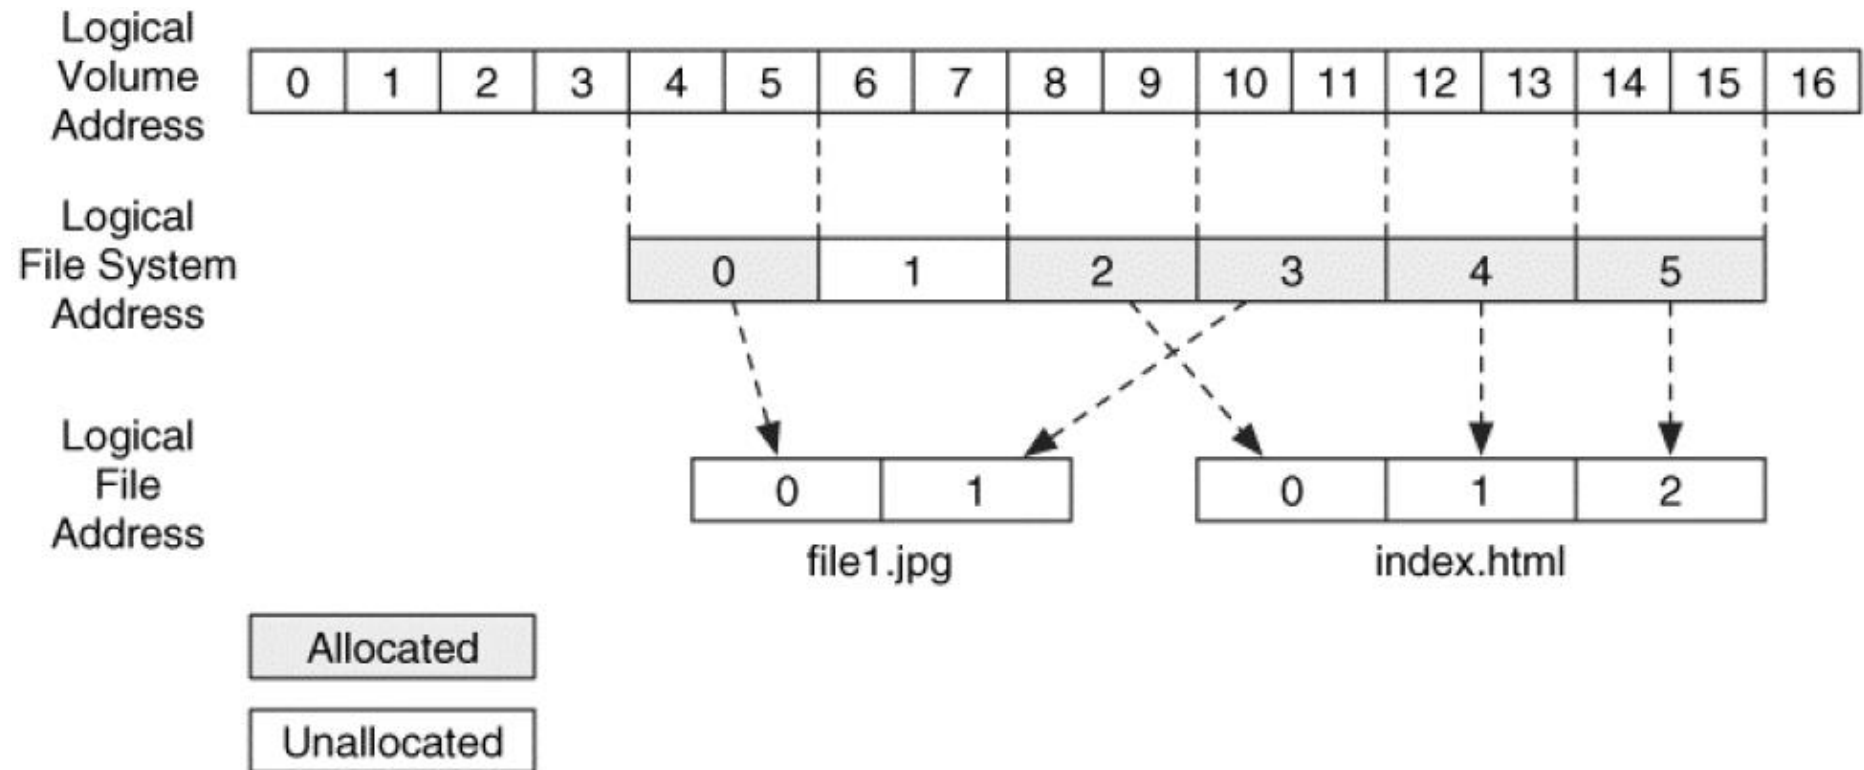 Logical
Volume
Address
0 1 2 3 4 5 6 7 8 9 10 11 12 13 14 15 16
Logical
File System
Address
0 1 2 3 4 5
Logical
File
Address
0 1
0 1 2
file1.jpg
index.html
Allocated
Unallocated